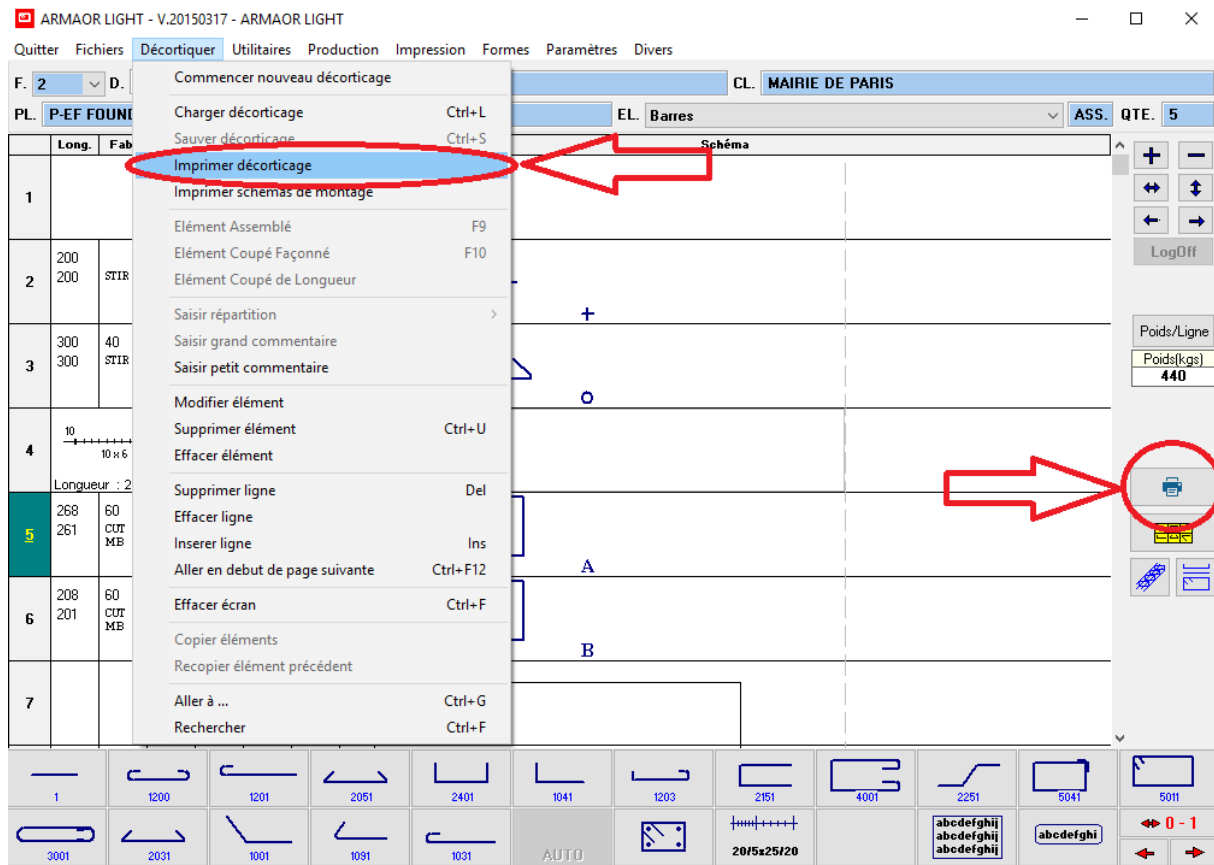 ARMAOR LIGHT - V.20150317 - ARMAOR LIGHT
Quitter Fichiers Décortiquer Utilitaires Production Impression Formes Paramètres Divers
F. 2 D. CL. MAIRIE DE PARIS
PL. P-EF FOUND EL. Barres ASS. QTE. 5
Long. Fab Schéma
Commencer nouveau décorticage
Charger décorticage Ctrl+L
Sauver décorticage Ctrl+S
Imprimer décorticage
Imprimer schémas de montage
Elément Assemblé F9
Elément Coupé Façonné F10
Elément Coupé de Longueur
Saisir répartition
Saisir grand commentaire
Saisir petit commentaire
Modifier élément
Supprimer élément Ctrl+U
Effacer élément
Supprimer ligne Del
Effacer ligne
Inserer ligne Ins
Aller en debut de page suivante Ctrl+F12
Effacer écran Ctrl+F
Copier éléments
Recopier élément précédent
Aller à ... Ctrl+G
Rechercher Ctrl+F
1
2 200
200 STIR
+
3 300 40
300 STIR
o
4 10
10 x 6
Longueur : 2
5 268 60
261 CUT
MB
A
6 208 60
201 CUT
MB
B
7
LogOff
Poids/Ligne
Poids(kgs)
440
1 1200 1201 2051 2401 1041 1203 2151 4001 2251 5041 5011
3001 2031 1001 1091 1031 AUTO 20/5x25/20
abcdefghij
abcdefghij
abcdefghij
abcdefghi
0 - 1